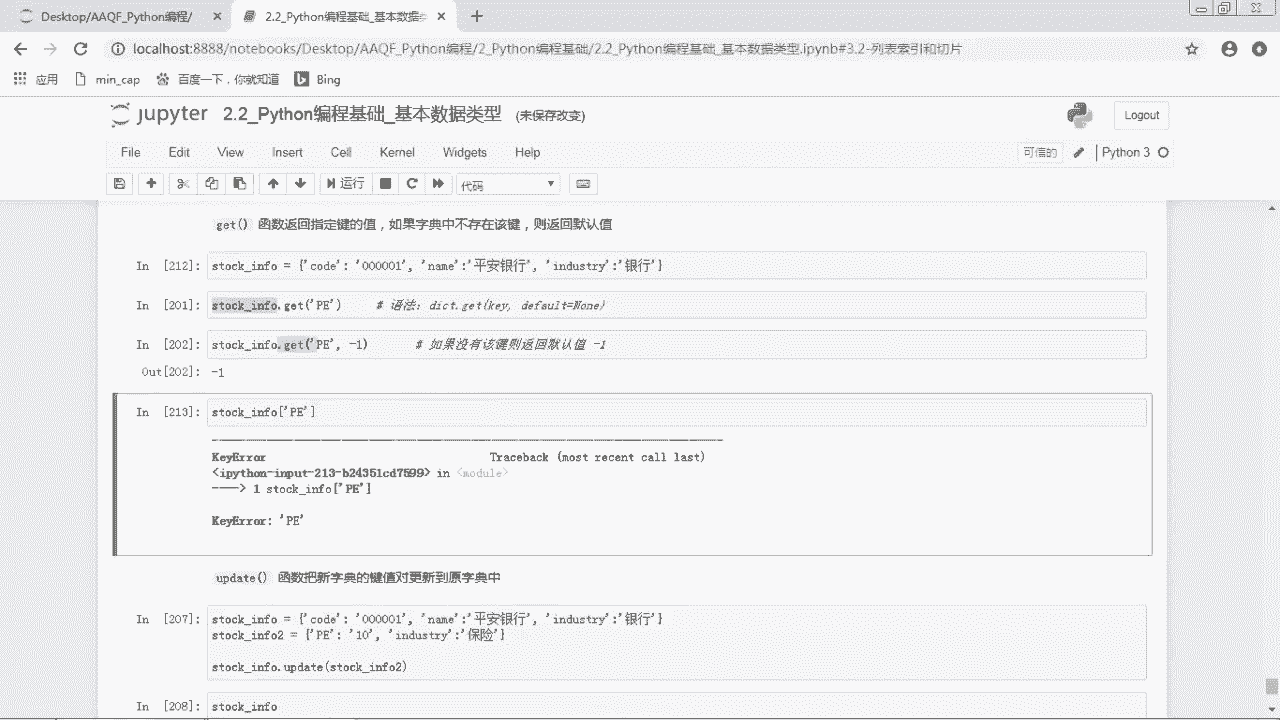 Desktop/AAQF_Python编程/
2.2_Python编程基础_基本数据
localhost:8888/notebooks/Desktop/AAQF_Python编程/2_Python编程基础/2.2_Python编程基础_基本数据类型.ipynb#3.2-列表索引和切片
应用 min_cap 百度一下，你就知道 Bing
jupyter 2.2_Python编程基础_基本数据类型 (未保存改变) Logout
File Edit View Insert Cell Kernel Widgets Help 可信的 Python 3
运行 代码
get() 函数返回指定键的值，如果字典中不存在该键，则返回默认值
In [212]: stock_info = {'code': '000001', 'name':'平安银行', 'industry':'银行'}
In [201]: stock_info.get('PE') # 语法: dict.get(key, default=None)
In [202]: stock_info.get('PE', -1) # 如果没有该键则返回默认值 -1
Out[202]: -1
In [213]: stock_info['PE']
---------------------------------------------------------------------------
KeyError Traceback (most recent call last)
<ipython-input-213-b24351cd7599> in <module>
----> 1 stock_info['PE']
KeyError: 'PE'
update() 函数把新字典的键值对更新到原字典中
In [207]: stock_info = {'code': '000001', 'name':'平安银行', 'industry':'银行'}
stock_info2 = {'PE': '10', 'industry':'保险'}
stock_info.update(stock_info2)
In [208]: stock_info